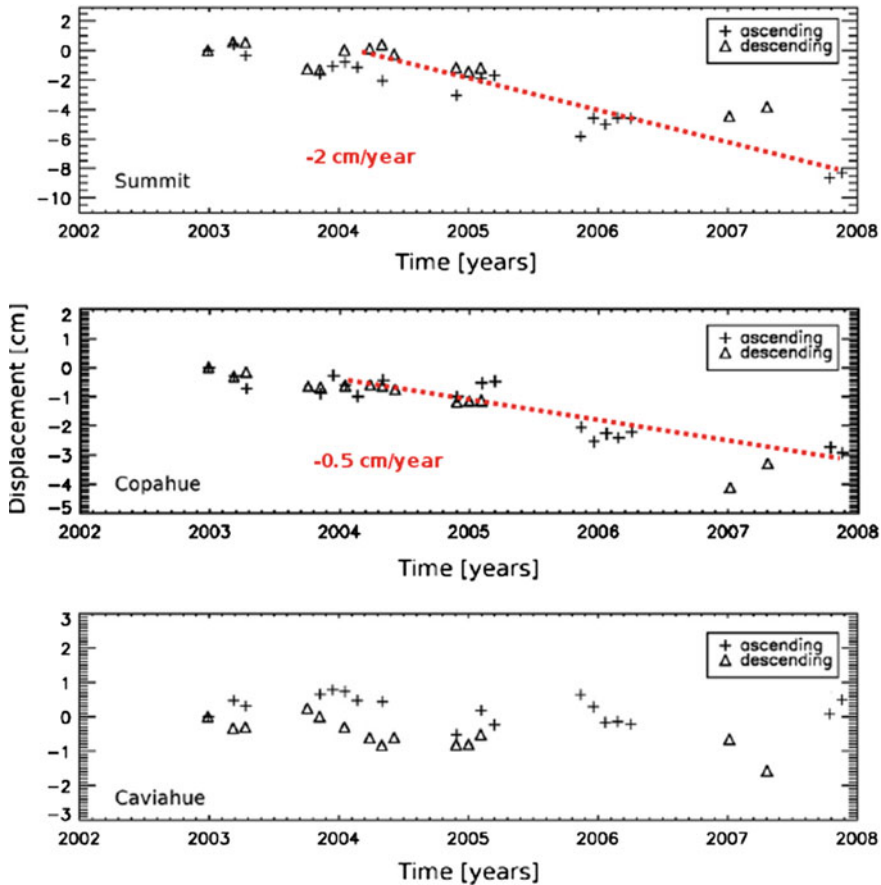 2
0
-2
-4
-6
-8
-10
+ ascending
△ descending
-2 cm/year
Summit
2002 2003 2004 2005 2006 2007 2008
Time [years]
Displacement [cm]
2
1
0
-1
-2
-3
-4
-5
+ ascending
△ descending
-0.5 cm/year
Copahue
2002 2003 2004 2005 2006 2007 2008
Time [years]
3
2
1
0
-1
-2
-3
+ ascending
△ descending
Caviahue
2002 2003 2004 2005 2006 2007 2008
Time [years]